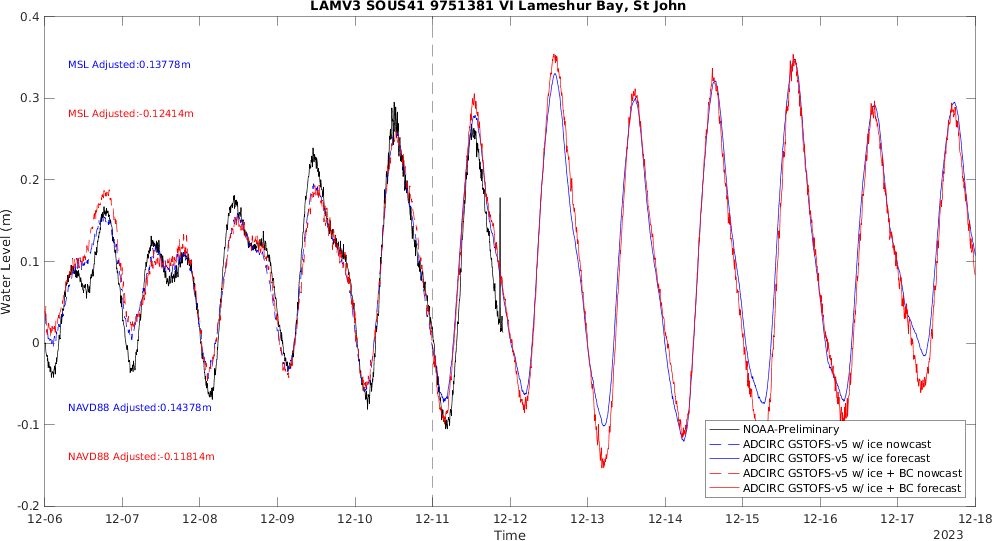 LAMV3 SOUS41 9751381 VI Lameshur Bay, St John
0.4
0.3
0.2
0.1
0
-0.1
-0.2
Water Level (m)
MSL Adjusted:0.13778m
MSL Adjusted:-0.12414m
NAVD88 Adjusted:0.14378m
NAVD88 Adjusted:-0.11814m
NOAA-Preliminary
ADCIRC GSTOFS-v5 w/ ice nowcast
ADCIRC GSTOFS-v5 w/ ice forecast
ADCIRC GSTOFS-v5 w/ ice + BC nowcast
ADCIRC GSTOFS-v5 w/ ice + BC forecast
12-06 12-07 12-08 12-09 12-10 12-11 12-12 12-13 12-14 12-15 12-16 12-17 12-18
Time
2023